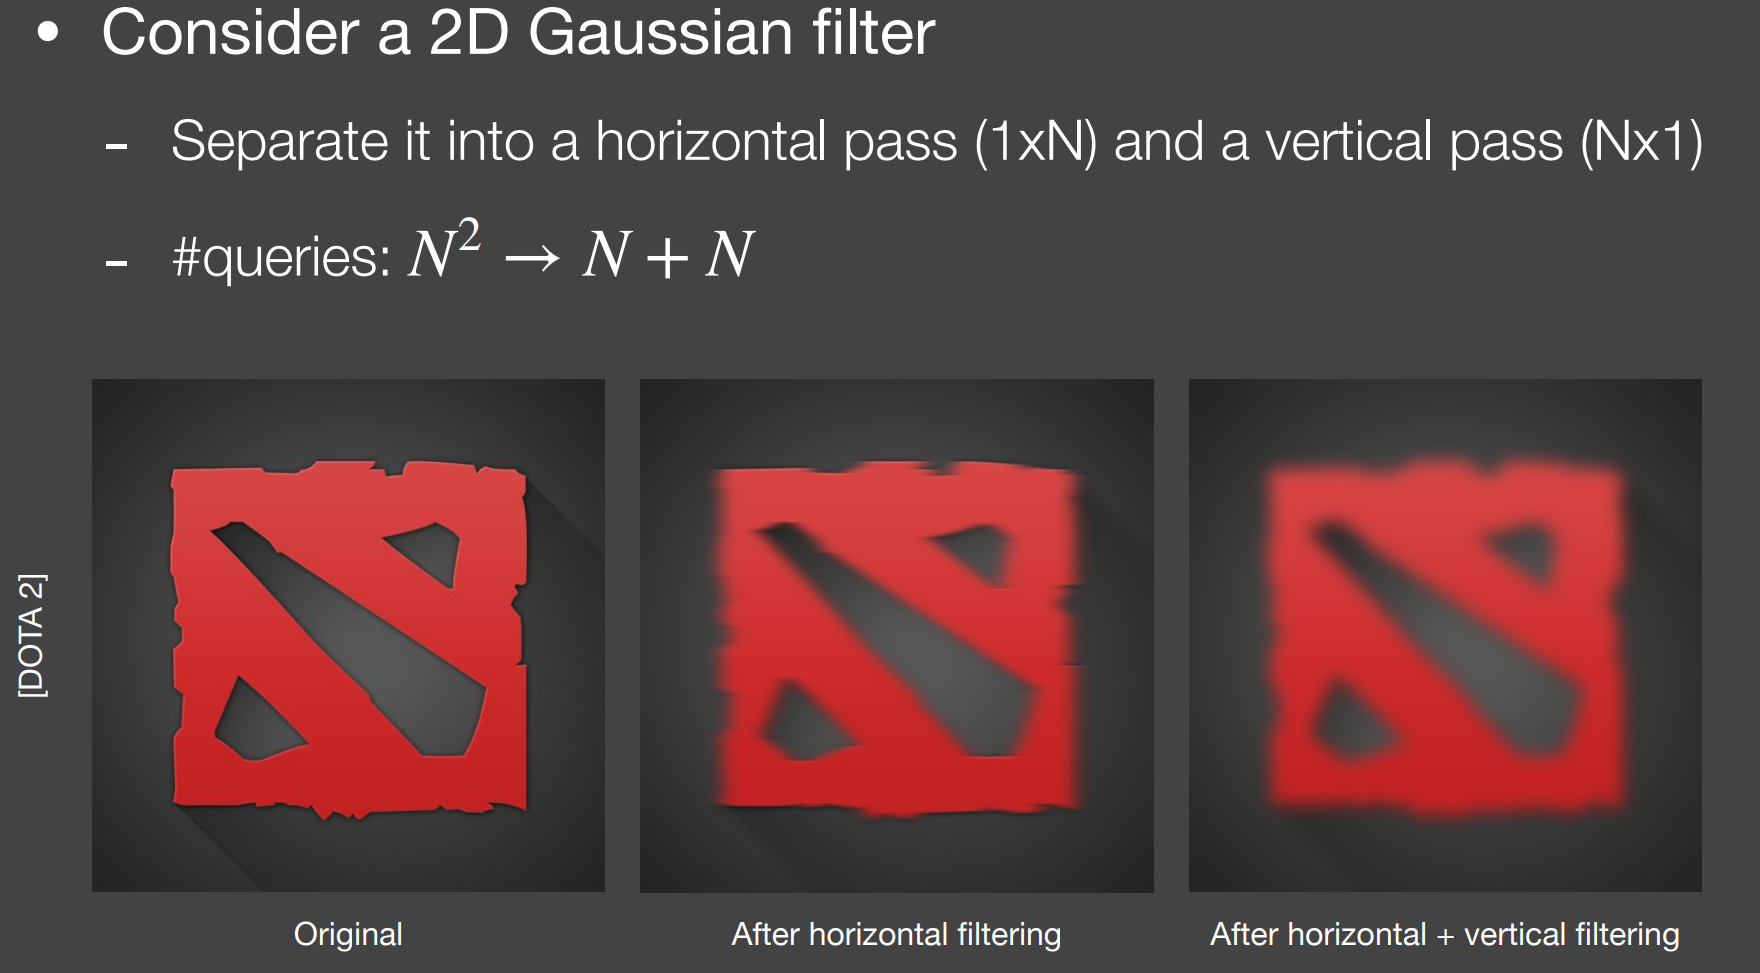 • Consider a 2D Gaussian filter
- Separate it into a horizontal pass (1xN) and a vertical pass (Nx1)
- #queries: N² → N + N
[DOTA 2]
Original
After horizontal filtering
After horizontal + vertical filtering